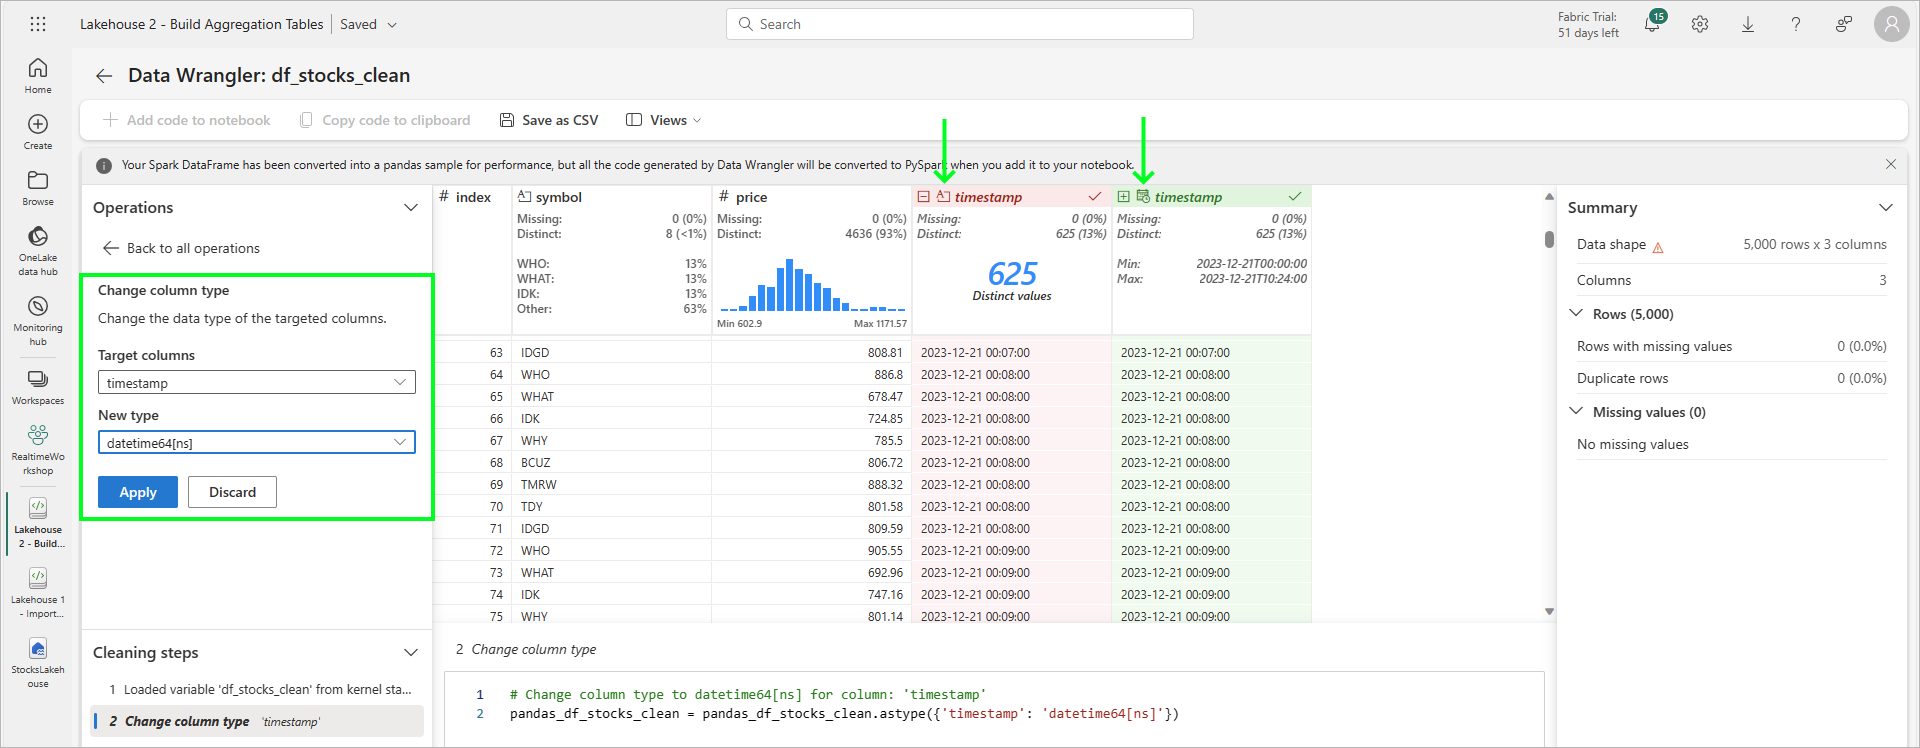 Lakehouse 2 - Build Aggregation Tables
Saved
Search
Fabric Trial:
51 days left
15
Home
Create
Browse
OneLake
data hub
Monitoring
hub
Workspaces
RealtimeWo
rkshop
Lakehouse
2 - Build...
Lakehouse 1
- Import...
StocksLakeh
ouse
Data Wrangler: df_stocks_clean
Add code to notebook
Copy code to clipboard
Save as CSV
Views
Your Spark DataFrame has been converted into a pandas sample for performance, but all the code generated by Data Wrangler will be converted to PySpark when you add it to your notebook.
Operations
Back to all operations
Change column type
Change the data type of the targeted columns.
Target columns
timestamp
New type
datetime64[ns]
Apply
Discard
Cleaning steps
1 Loaded variable 'df_stocks_clean' from kernel sta...
2 Change column type 'timestamp'
# index
symbol
# price
timestamp
timestamp
Missing: 0 (0%)
Distinct: 8 (<1%)
WHO: 13%
WHAT: 13%
IDK: 13%
Other: 63%
Missing: 0 (0%)
Distinct: 4636 (93%)
Min 602.9
Max 1171.57
Missing: 0 (0%)
Distinct: 625 (13%)
625
Distinct values
Missing: 0 (0%)
Distinct: 625 (13%)
Min: 2023-12-21T00:00:00
Max: 2023-12-21T10:24:00
63 IDGD 808.81 2023-12-21 00:07:00 2023-12-21 00:07:00
64 WHO 886.8 2023-12-21 00:08:00 2023-12-21 00:08:00
65 WHAT 678.47 2023-12-21 00:08:00 2023-12-21 00:08:00
66 IDK 724.85 2023-12-21 00:08:00 2023-12-21 00:08:00
67 WHY 785.5 2023-12-21 00:08:00 2023-12-21 00:08:00
68 BCUZ 806.72 2023-12-21 00:08:00 2023-12-21 00:08:00
69 TMRW 888.32 2023-12-21 00:08:00 2023-12-21 00:08:00
70 TDY 801.58 2023-12-21 00:08:00 2023-12-21 00:08:00
71 IDGD 809.59 2023-12-21 00:08:00 2023-12-21 00:08:00
72 WHO 905.55 2023-12-21 00:09:00 2023-12-21 00:09:00
73 WHAT 692.96 2023-12-21 00:09:00 2023-12-21 00:09:00
74 IDK 747.16 2023-12-21 00:09:00 2023-12-21 00:09:00
75 WHY 801.14 2023-12-21 00:09:00 2023-12-21 00:09:00
2 Change column type
1 # Change column type to datetime64[ns] for column: 'timestamp'
2 pandas_df_stocks_clean = pandas_df_stocks_clean.astype({'timestamp': 'datetime64[ns]'})
Summary
Data shape 5,000 rows x 3 columns
Columns 3
Rows (5,000)
Rows with missing values 0 (0.0%)
Duplicate rows 0 (0.0%)
Missing values (0)
No missing values